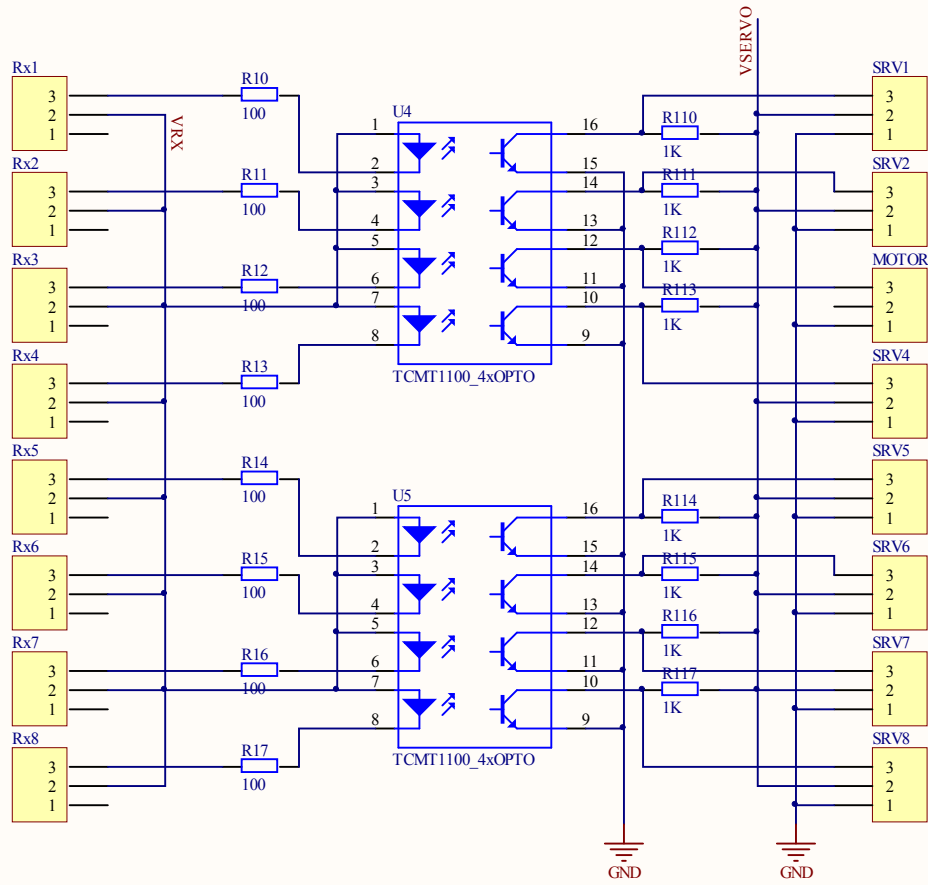 VSERVO
Rx1
3
2
1
R10
100
VRX
U4
1
2
3
4
5
6
7
8
16
15
14
13
12
11
10
9
TCMT1100_4xOPTO
R110
1K
R111
1K
R112
1K
R113
1K
SRV1
3
2
1
Rx2
3
2
1
R11
100
SRV2
3
2
1
Rx3
3
2
1
R12
100
MOTOR
3
2
1
Rx4
3
2
1
R13
100
SRV4
3
2
1
Rx5
3
2
1
R14
100
U5
1
2
3
4
5
6
7
8
16
15
14
13
12
11
10
9
TCMT1100_4xOPTO
R114
1K
R115
1K
R116
1K
R117
1K
SRV5
3
2
1
Rx6
3
2
1
R15
100
SRV6
3
2
1
Rx7
3
2
1
R16
100
SRV7
3
2
1
Rx8
3
2
1
R17
100
SRV8
3
2
1
GND
GND